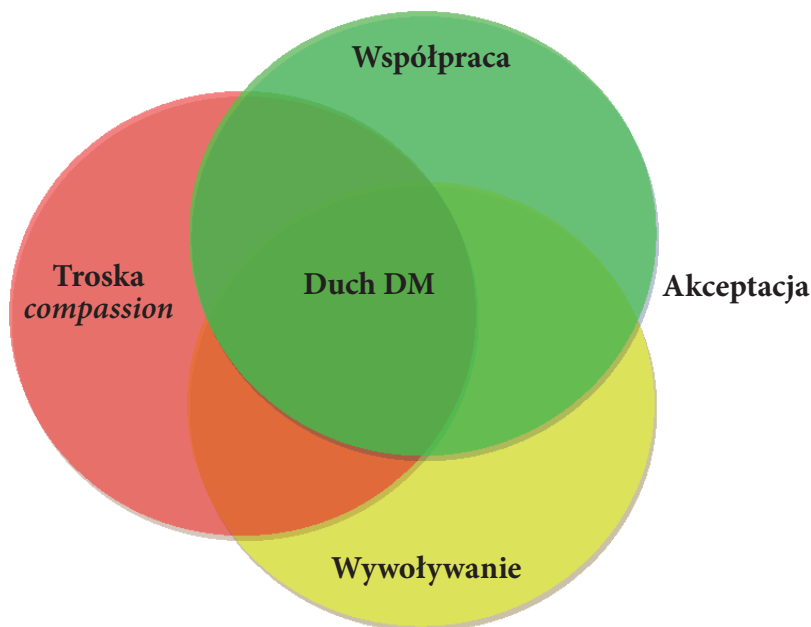 Współpraca
Troska
compassion
Duch DM
Akceptacja
Wywoływanie